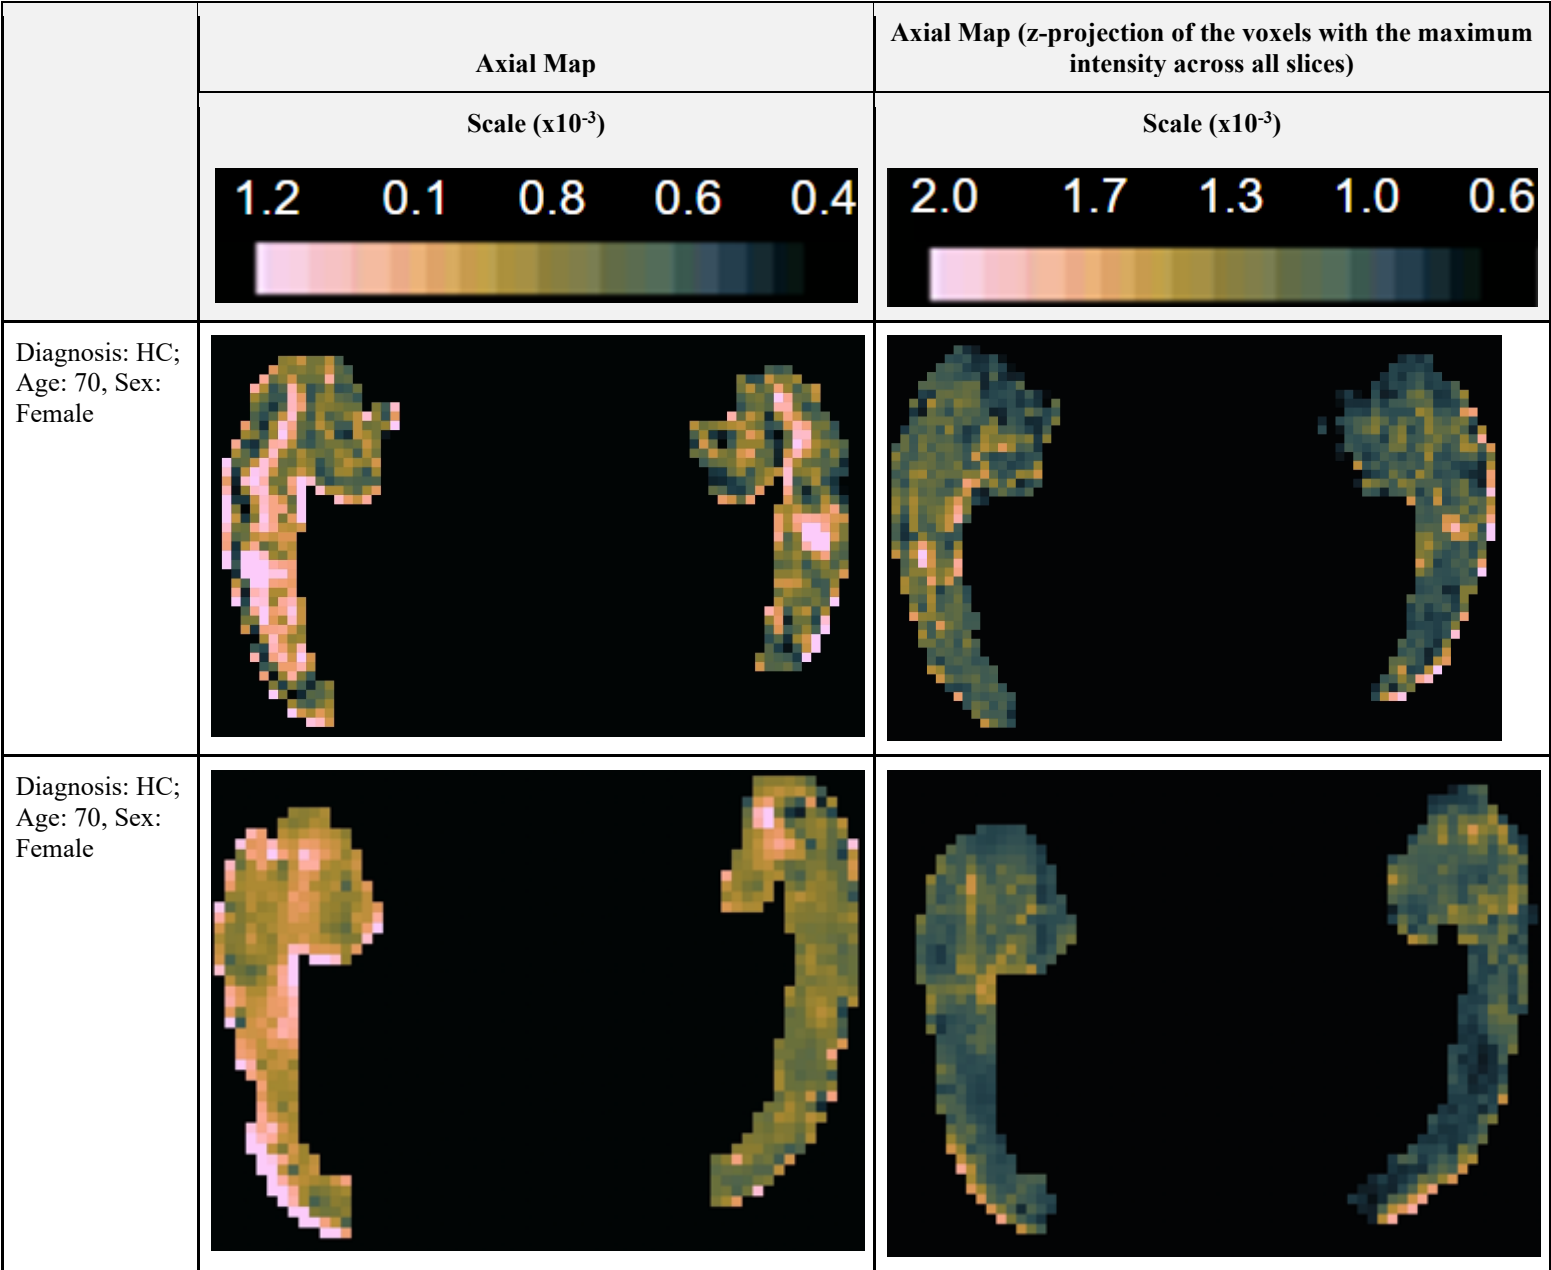 Axial Map
Axial Map (z-projection of the voxels with the maximum
intensity across all slices)
Scale (x10⁻³)
Scale (x10⁻³)
1.2 0.1 0.8 0.6 0.4
2.0 1.7 1.3 1.0 0.6
Diagnosis: HC;
Age: 70, Sex:
Female
Diagnosis: HC;
Age: 70, Sex:
Female